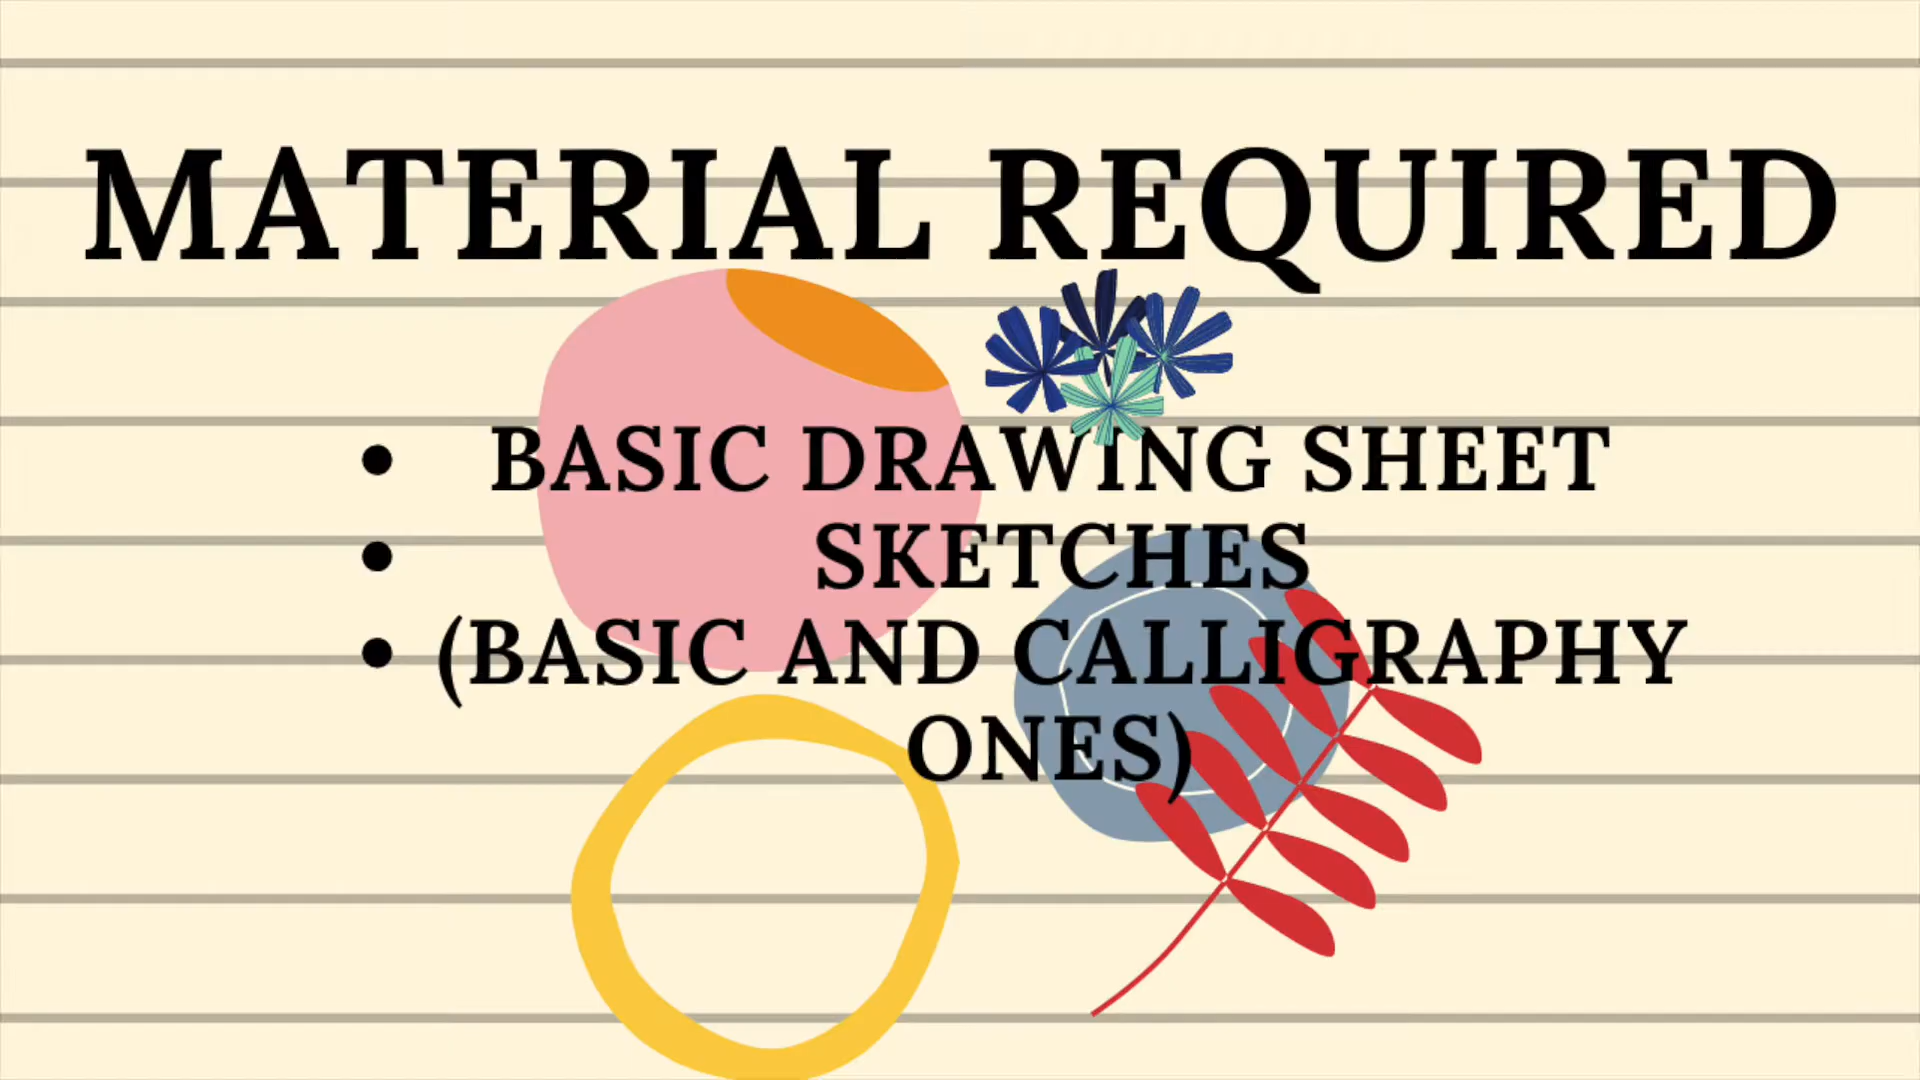 MATERIAL REQUIRED
• BASIC DRAWING SHEET
• SKETCHES
• (BASIC AND CALLIGRAPHY
ONES)